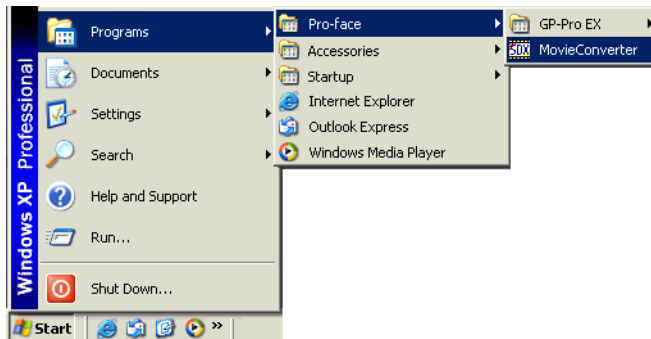 Windows XP Professional
Programs
Documents
Settings
Search
Help and Support
Run...
Shut Down...
Start
»
Pro-face
Accessories
Startup
Internet Explorer
Outlook Express
Windows Media Player
GP-Pro EX
SDX MovieConverter